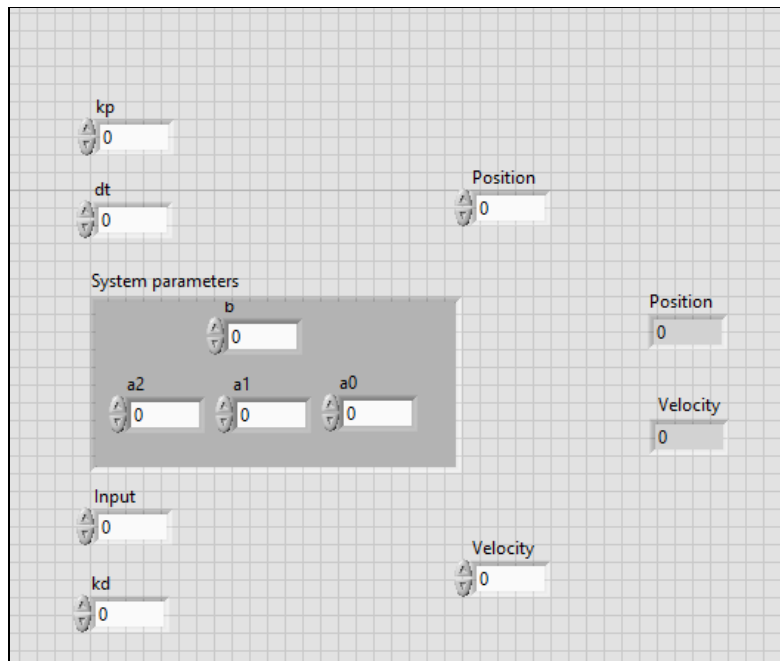 kp
0
dt
0
Position
0
System parameters
b
0
a2 a1 a0
0 0 0
Position
0
Velocity
0
Input
0
Velocity
0
kd
0